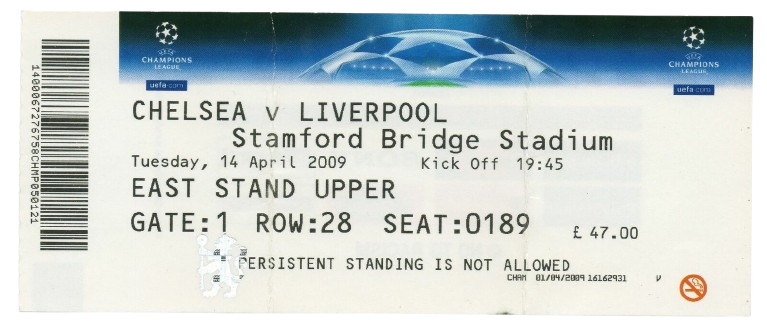 CHAMPIONS
LEAGUE
uefa.com
CHAMPIONS
LEAGUE
uefa.com
CHELSEA v LIVERPOOL
Stamford Bridge Stadium
Tuesday, 14 April 2009 Kick Off 19:45
EAST STAND UPPER
GATE:1 ROW:28 SEAT:0189 £ 47.00
PERSISTENT STANDING IS NOT ALLOWED
CHAM 01/04/2009 16162931 V
1400067276758CHMP050121